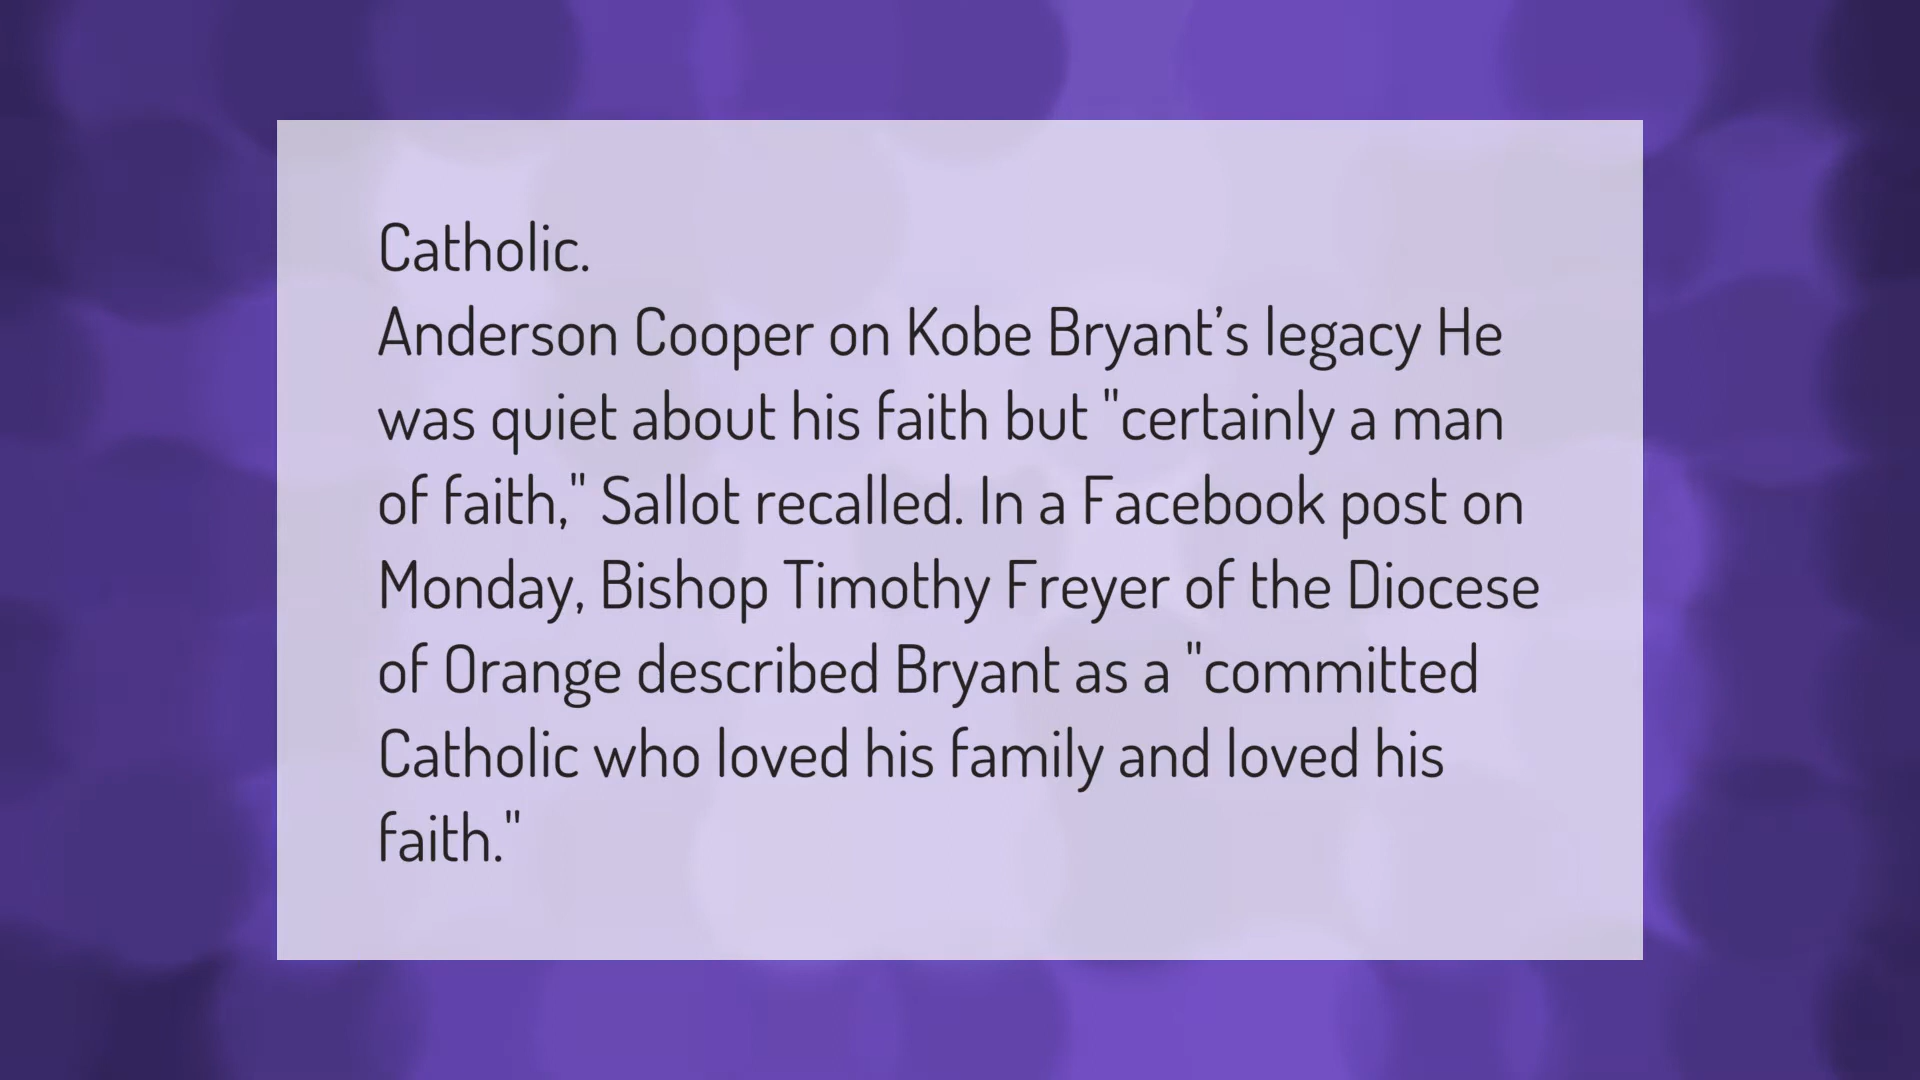 Catholic.
Anderson Cooper on Kobe Bryant’s legacy He
was quiet about his faith but "certainly a man
of faith," Sallot recalled. In a Facebook post on
Monday, Bishop Timothy Freyer of the Diocese
of Orange described Bryant as a "committed
Catholic who loved his family and loved his
faith."